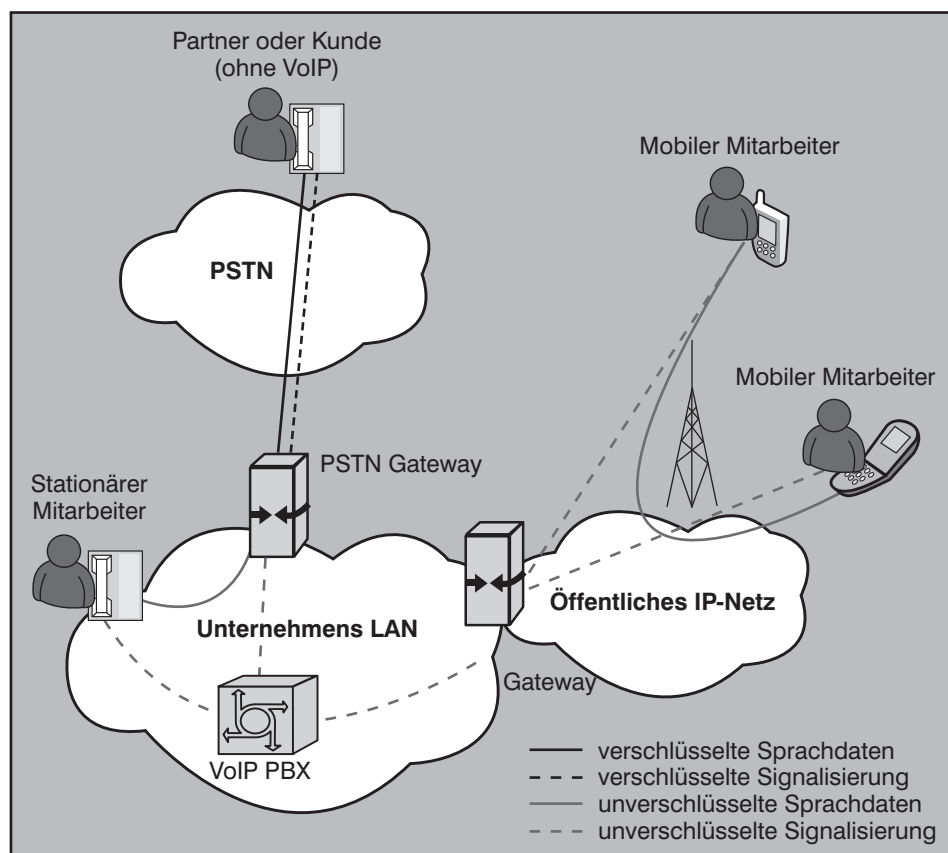 Partner oder Kunde
(ohne VoIP)
Mobiler Mitarbeiter
PSTN
Mobiler Mitarbeiter
PSTN Gateway
Stationärer
Mitarbeiter
Öffentliches IP-Netz
Unternehmens LAN
Gateway
VoIP PBX
verschlüsselte Sprachdaten
verschlüsselte Signalisierung
unverschlüsselte Sprachdaten
unverschlüsselte Signalisierung